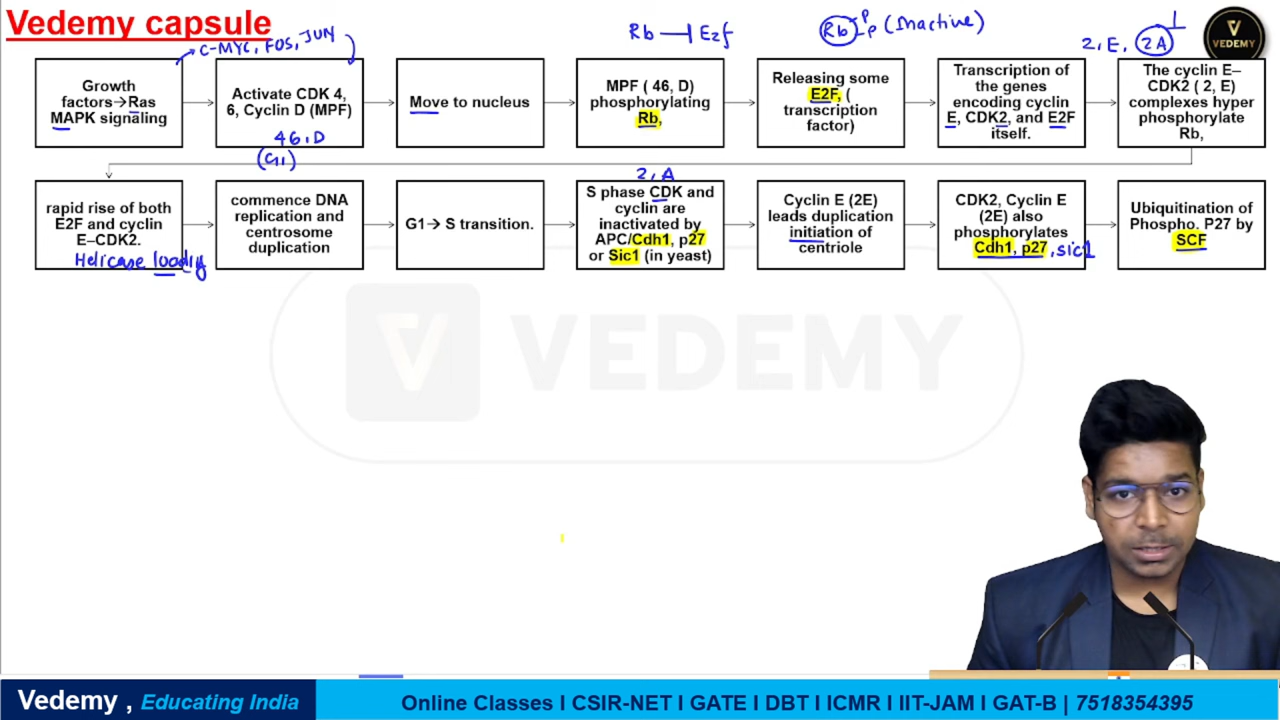 Vedemy capsule
C-MYC, FOS, JUN
Rb ⊣ E2f
Rb P P (Inactive)
2, E, 2A 1
VEDEMY
Growth
factors→Ras
MAPK signaling
Activate CDK 4,
6, Cyclin D (MPF)
46, D
(G1)
Move to nucleus
MPF ( 46, D)
phosphorylating
Rb,
Releasing some
E2F, (
transcription
factor)
Transcription of
the genes
encoding cyclin
E, CDK2, and E2F
itself.
The cyclin E–
CDK2 ( 2, E)
complexes hyper
phosphorylate
Rb,
rapid rise of both
E2F and cyclin
E–CDK2.
Helicase loading
commence DNA
replication and
centrosome
duplication
G1→ S transition.
2, A
S phase CDK and
cyclin are
inactivated by
APC/Cdh1, p27
or Sic1 (in yeast)
Cyclin E (2E)
leads duplication
initiation of
centriole
CDK2, Cyclin E
(2E) also
phosphorylates
Cdh1, p27, sic1
Ubiquitination of
Phospho. P27 by
SCF
VEDEMY
Vedemy , Educating India
Online Classes I CSIR-NET I GATE I DBT I ICMR I IIT-JAM I GAT-B | 7518354395